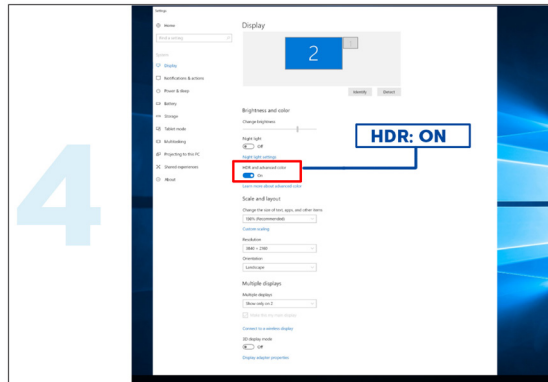 4
Settings
Home
Find a setting
System
Display
Notifications & actions
Power & sleep
Battery
Storage
Tablet mode
Multitasking
Projecting to this PC
Shared experiences
About
Display
2
1
Identify
Detect
Brightness and color
Change brightness
Night light
Off
Night light settings
HDR and advanced color
On
Learn more about advanced color
HDR: ON
Scale and layout
Change the size of text, apps, and other items
100% (Recommended)
Custom scaling
Resolution
3840 × 2160
Orientation
Landscape
Multiple displays
Multiple displays
Show only on 2
Make this my main display
Connect to a wireless display
3D display mode
Off
Display adapter properties